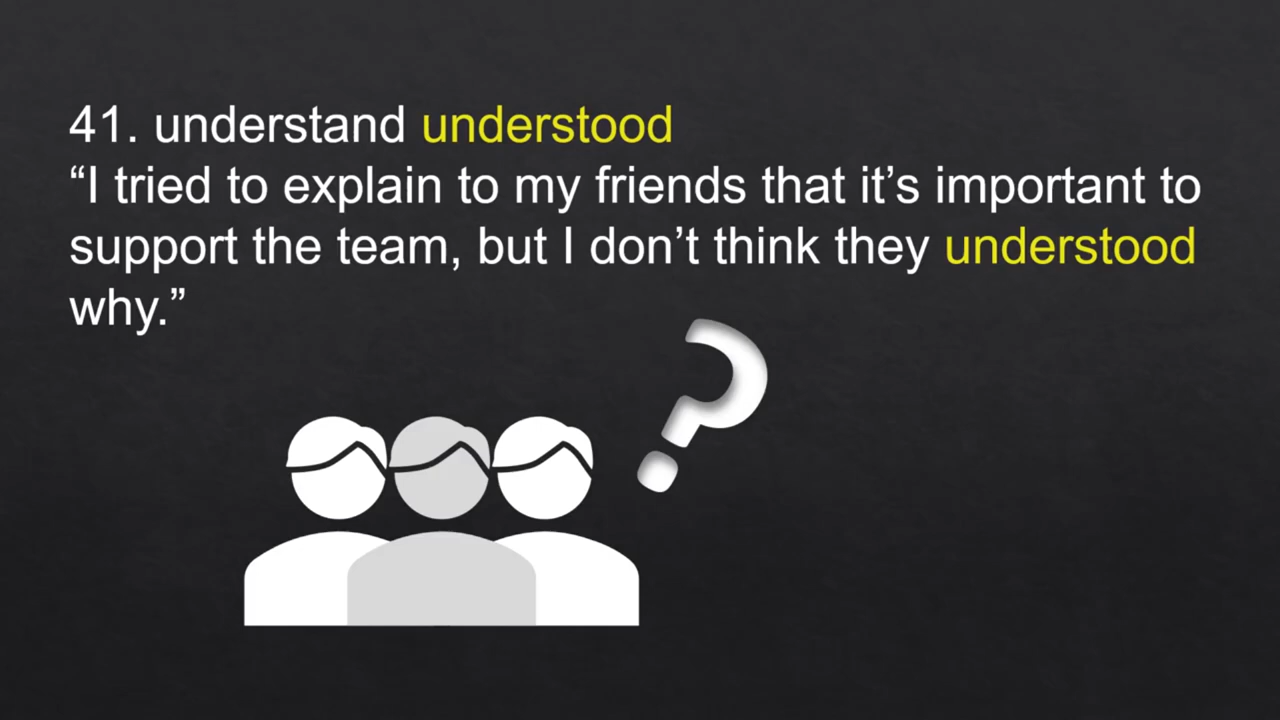 41. understand understood
“I tried to explain to my friends that it’s important to
support the team, but I don’t think they understood
why.”
?